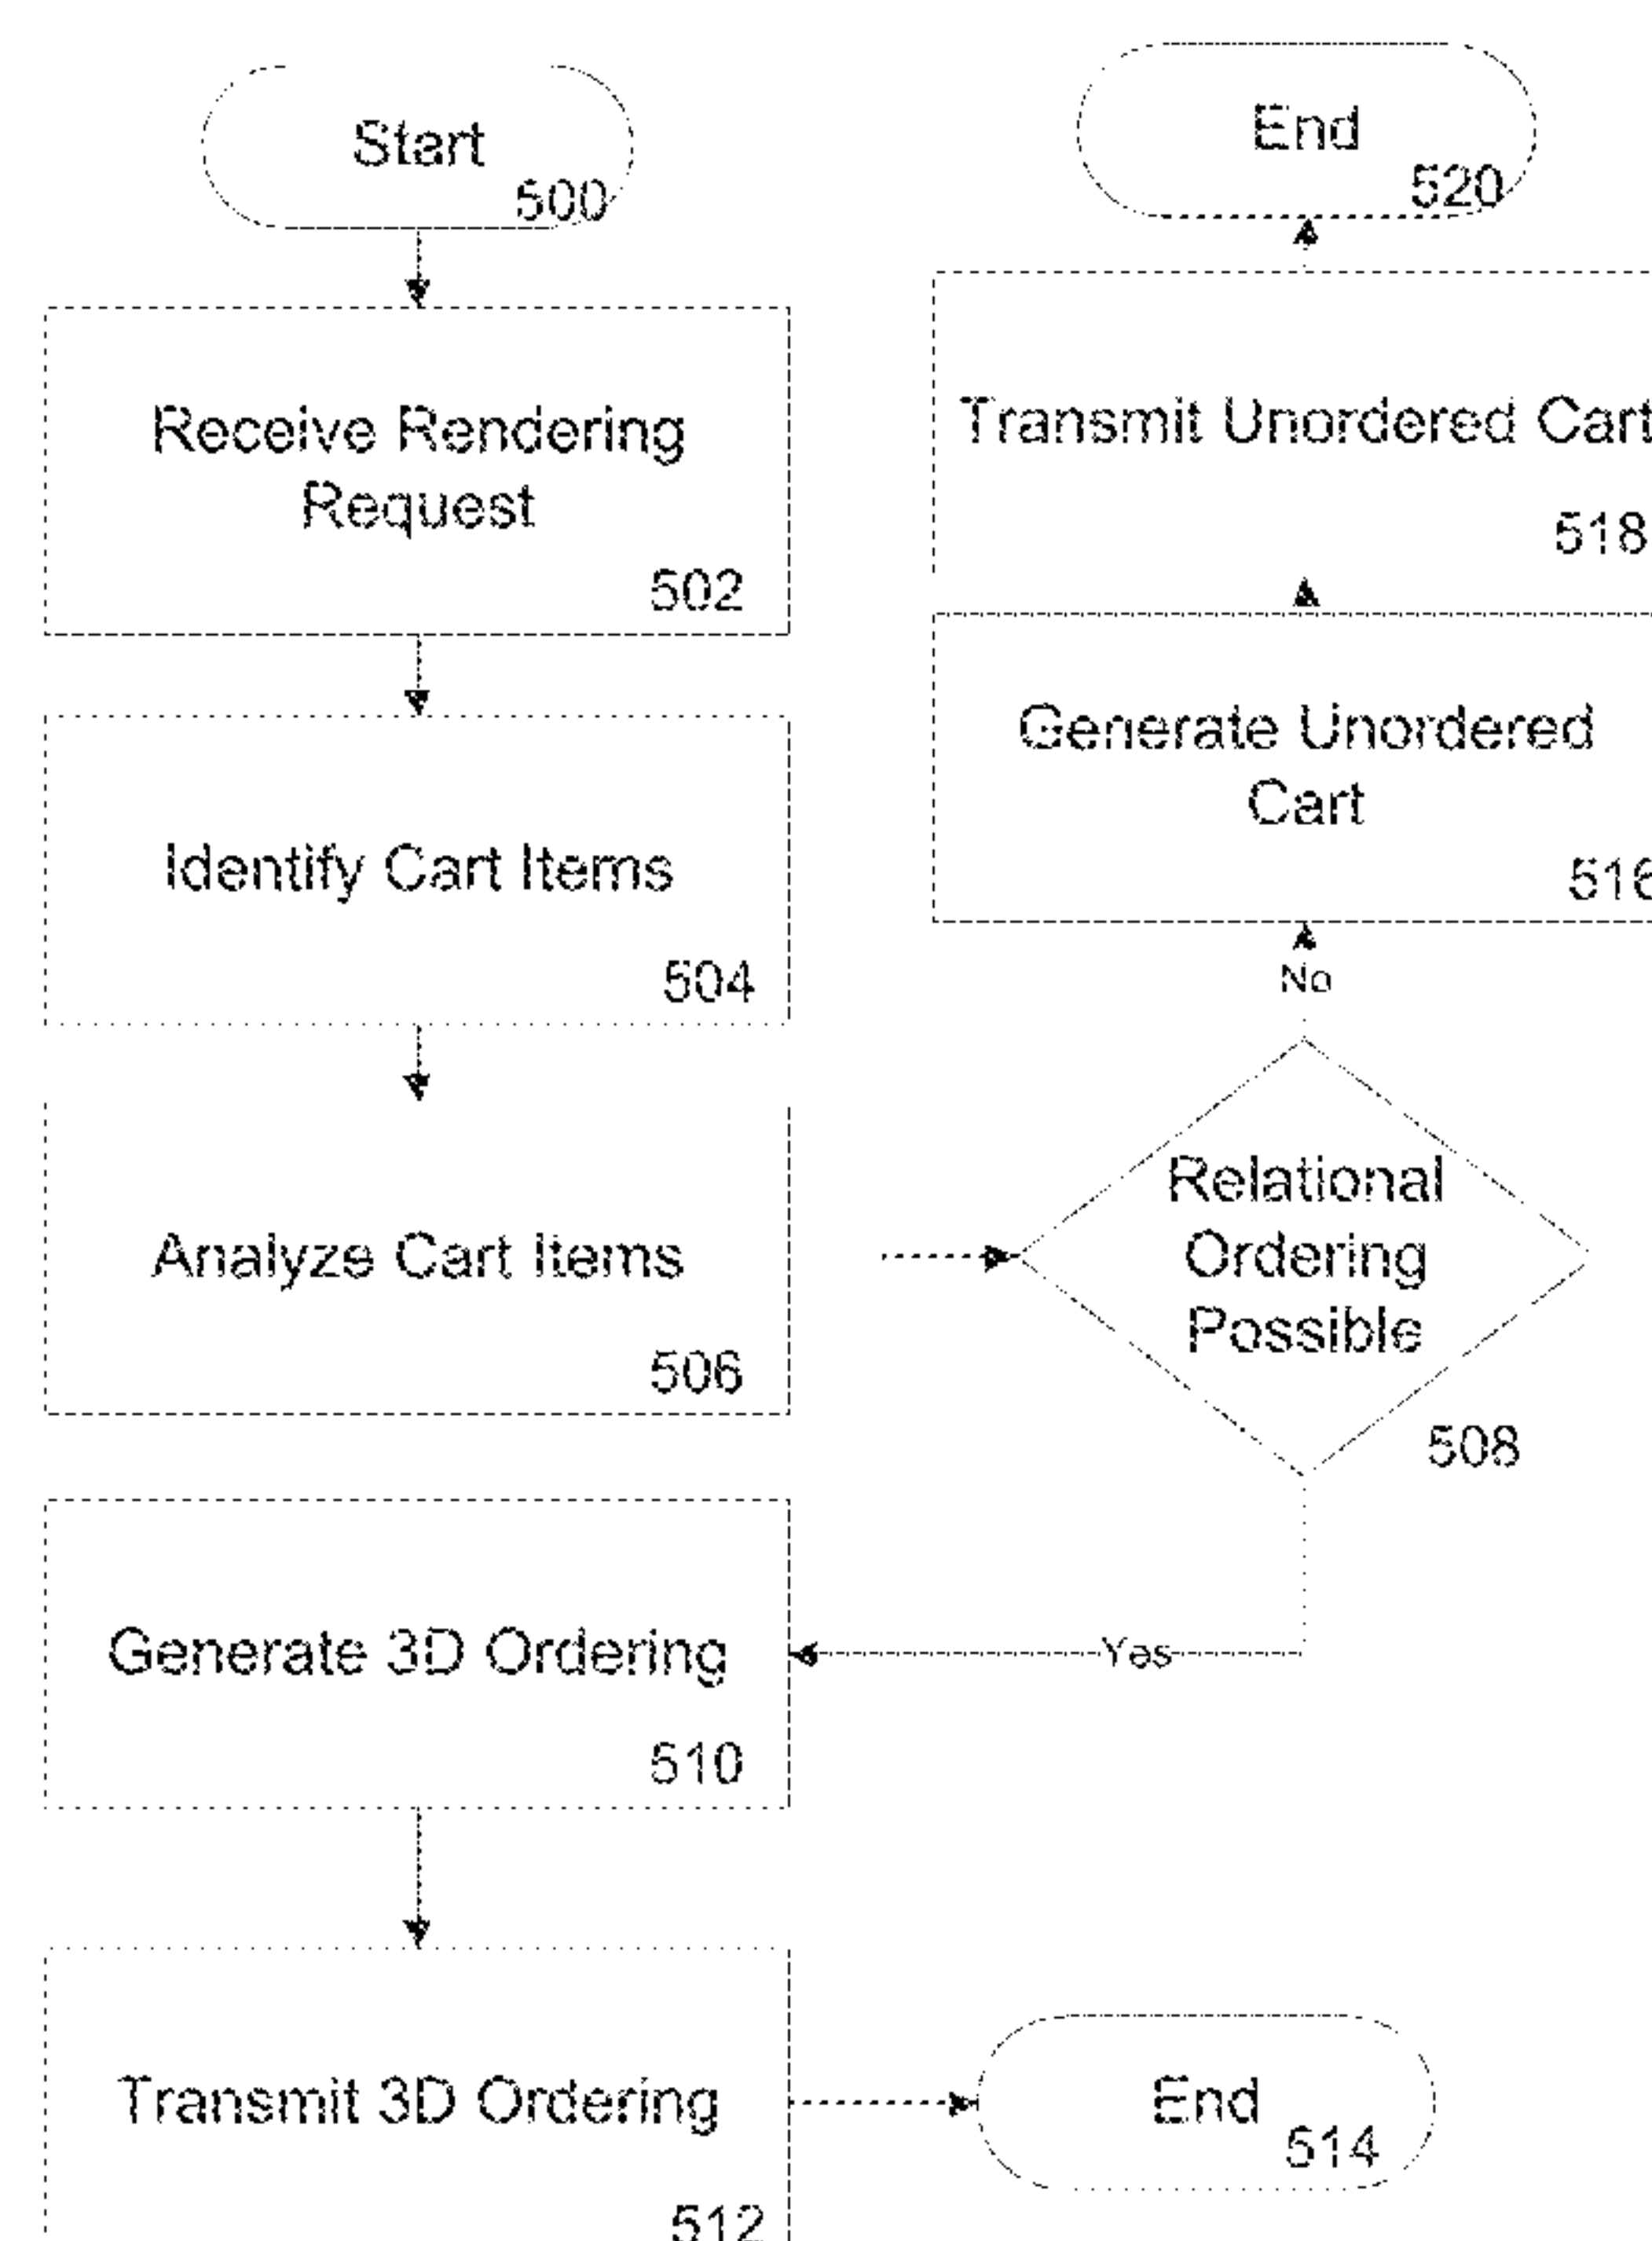 Start
500
Receive Rendering
Request
502
Identify Cart Items
504
Analyze Cart Items
506
Relational
Ordering
Possible
508
No
Generate Unordered
Cart
516
Transmit Unordered Cart
518
End
520
Yes
Generate 3D Ordering
510
Transmit 3D Ordering
512
End
514